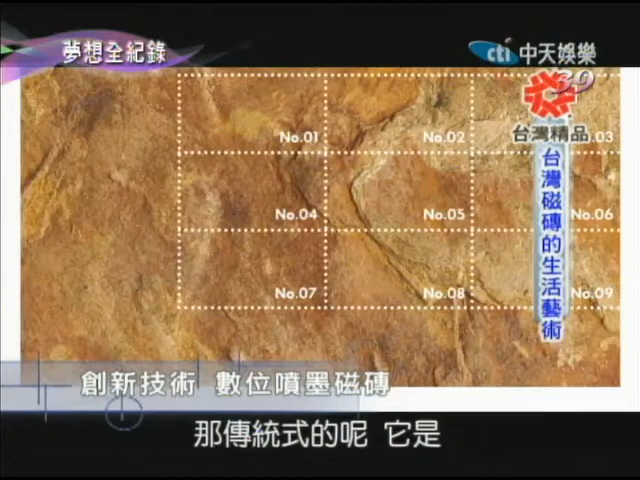 夢想全紀錄
cti 中天娛樂
39
台灣精品
台灣磁磚的生活藝術
No.01
No.02
.03
No.04
No.05
No.06
No.07
No.08
No.09
創新技術 數位噴墨磁磚
那傳統式的呢 它是